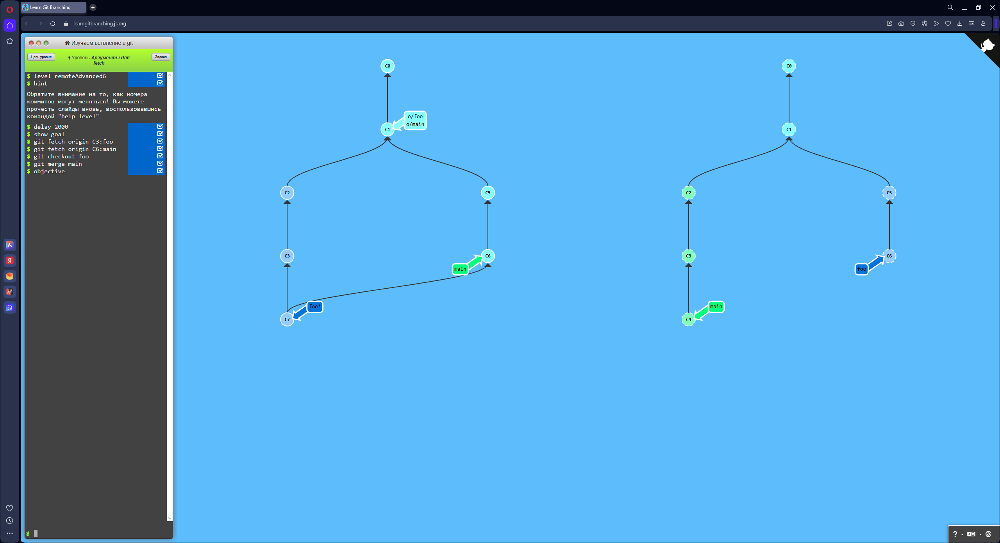 Learn Git Branching
learngitbranching.js.org
Изучаем ветвление в git
Цель уровня
Уровень Аргументы для
fetch
Задача
$ level remoteAdvanced6
$ hint
Обратите внимание на то, как номера
коммитов могут меняться! Вы можете
прочесть слайды вновь, воспользовавшись
командой "help level"
$ delay 2000
$ show goal
$ git fetch origin C3:foo
$ git fetch origin C6:main
$ git checkout foo
$ git merge main
$ objective
$
C0
o/foo
o/main
C1
C2
C5
C3
C6
main
foo*
C7
C0
C1
C2
C5
C3
C6
foo
main
C4
?